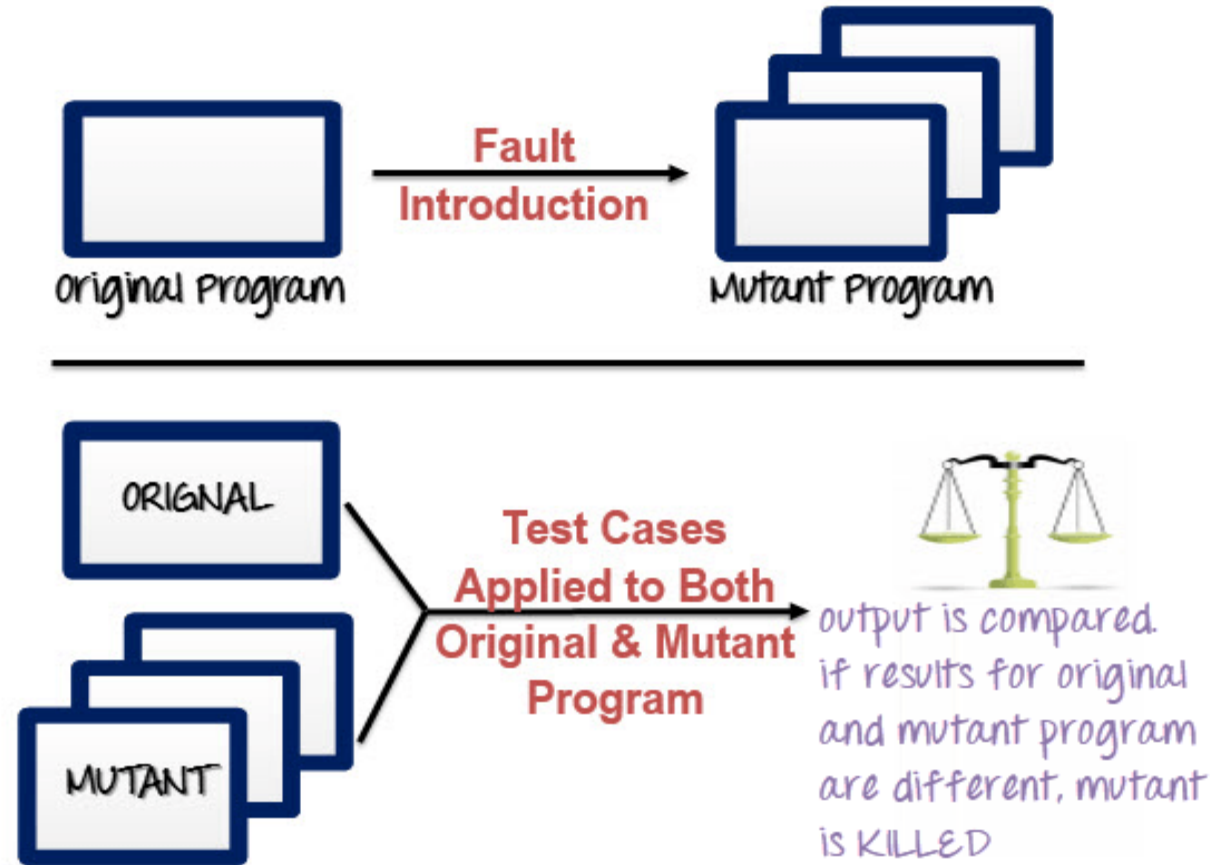 Fault
Introduction
Original Program
Mutant Program
ORIGNAL
MUTANT
Test Cases
Applied to Both
Original & Mutant
Program
output is compared.
if results for original
and mutant program
are different, mutant
is KILLED